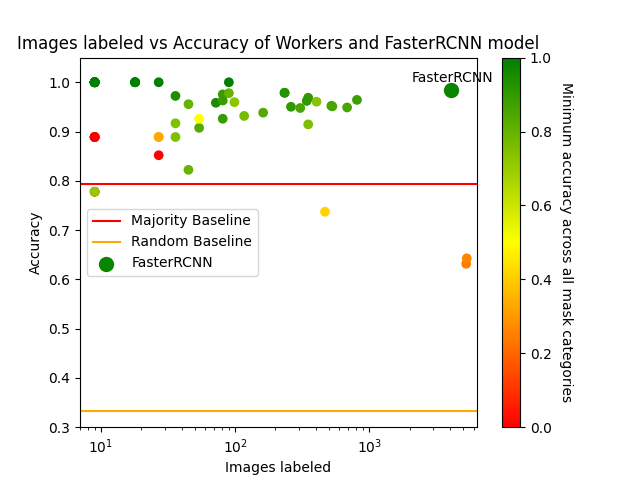 Images labeled vs Accuracy of Workers and FasterRCNN model
1.0
0.9
0.8
0.7
0.6
0.5
0.4
0.3
Accuracy
FasterRCNN
Majority Baseline
Random Baseline
FasterRCNN
10¹
10²
10³
Images labeled
1.0
0.8
0.6
0.4
0.2
0.0
Minimum accuracy across all mask categories